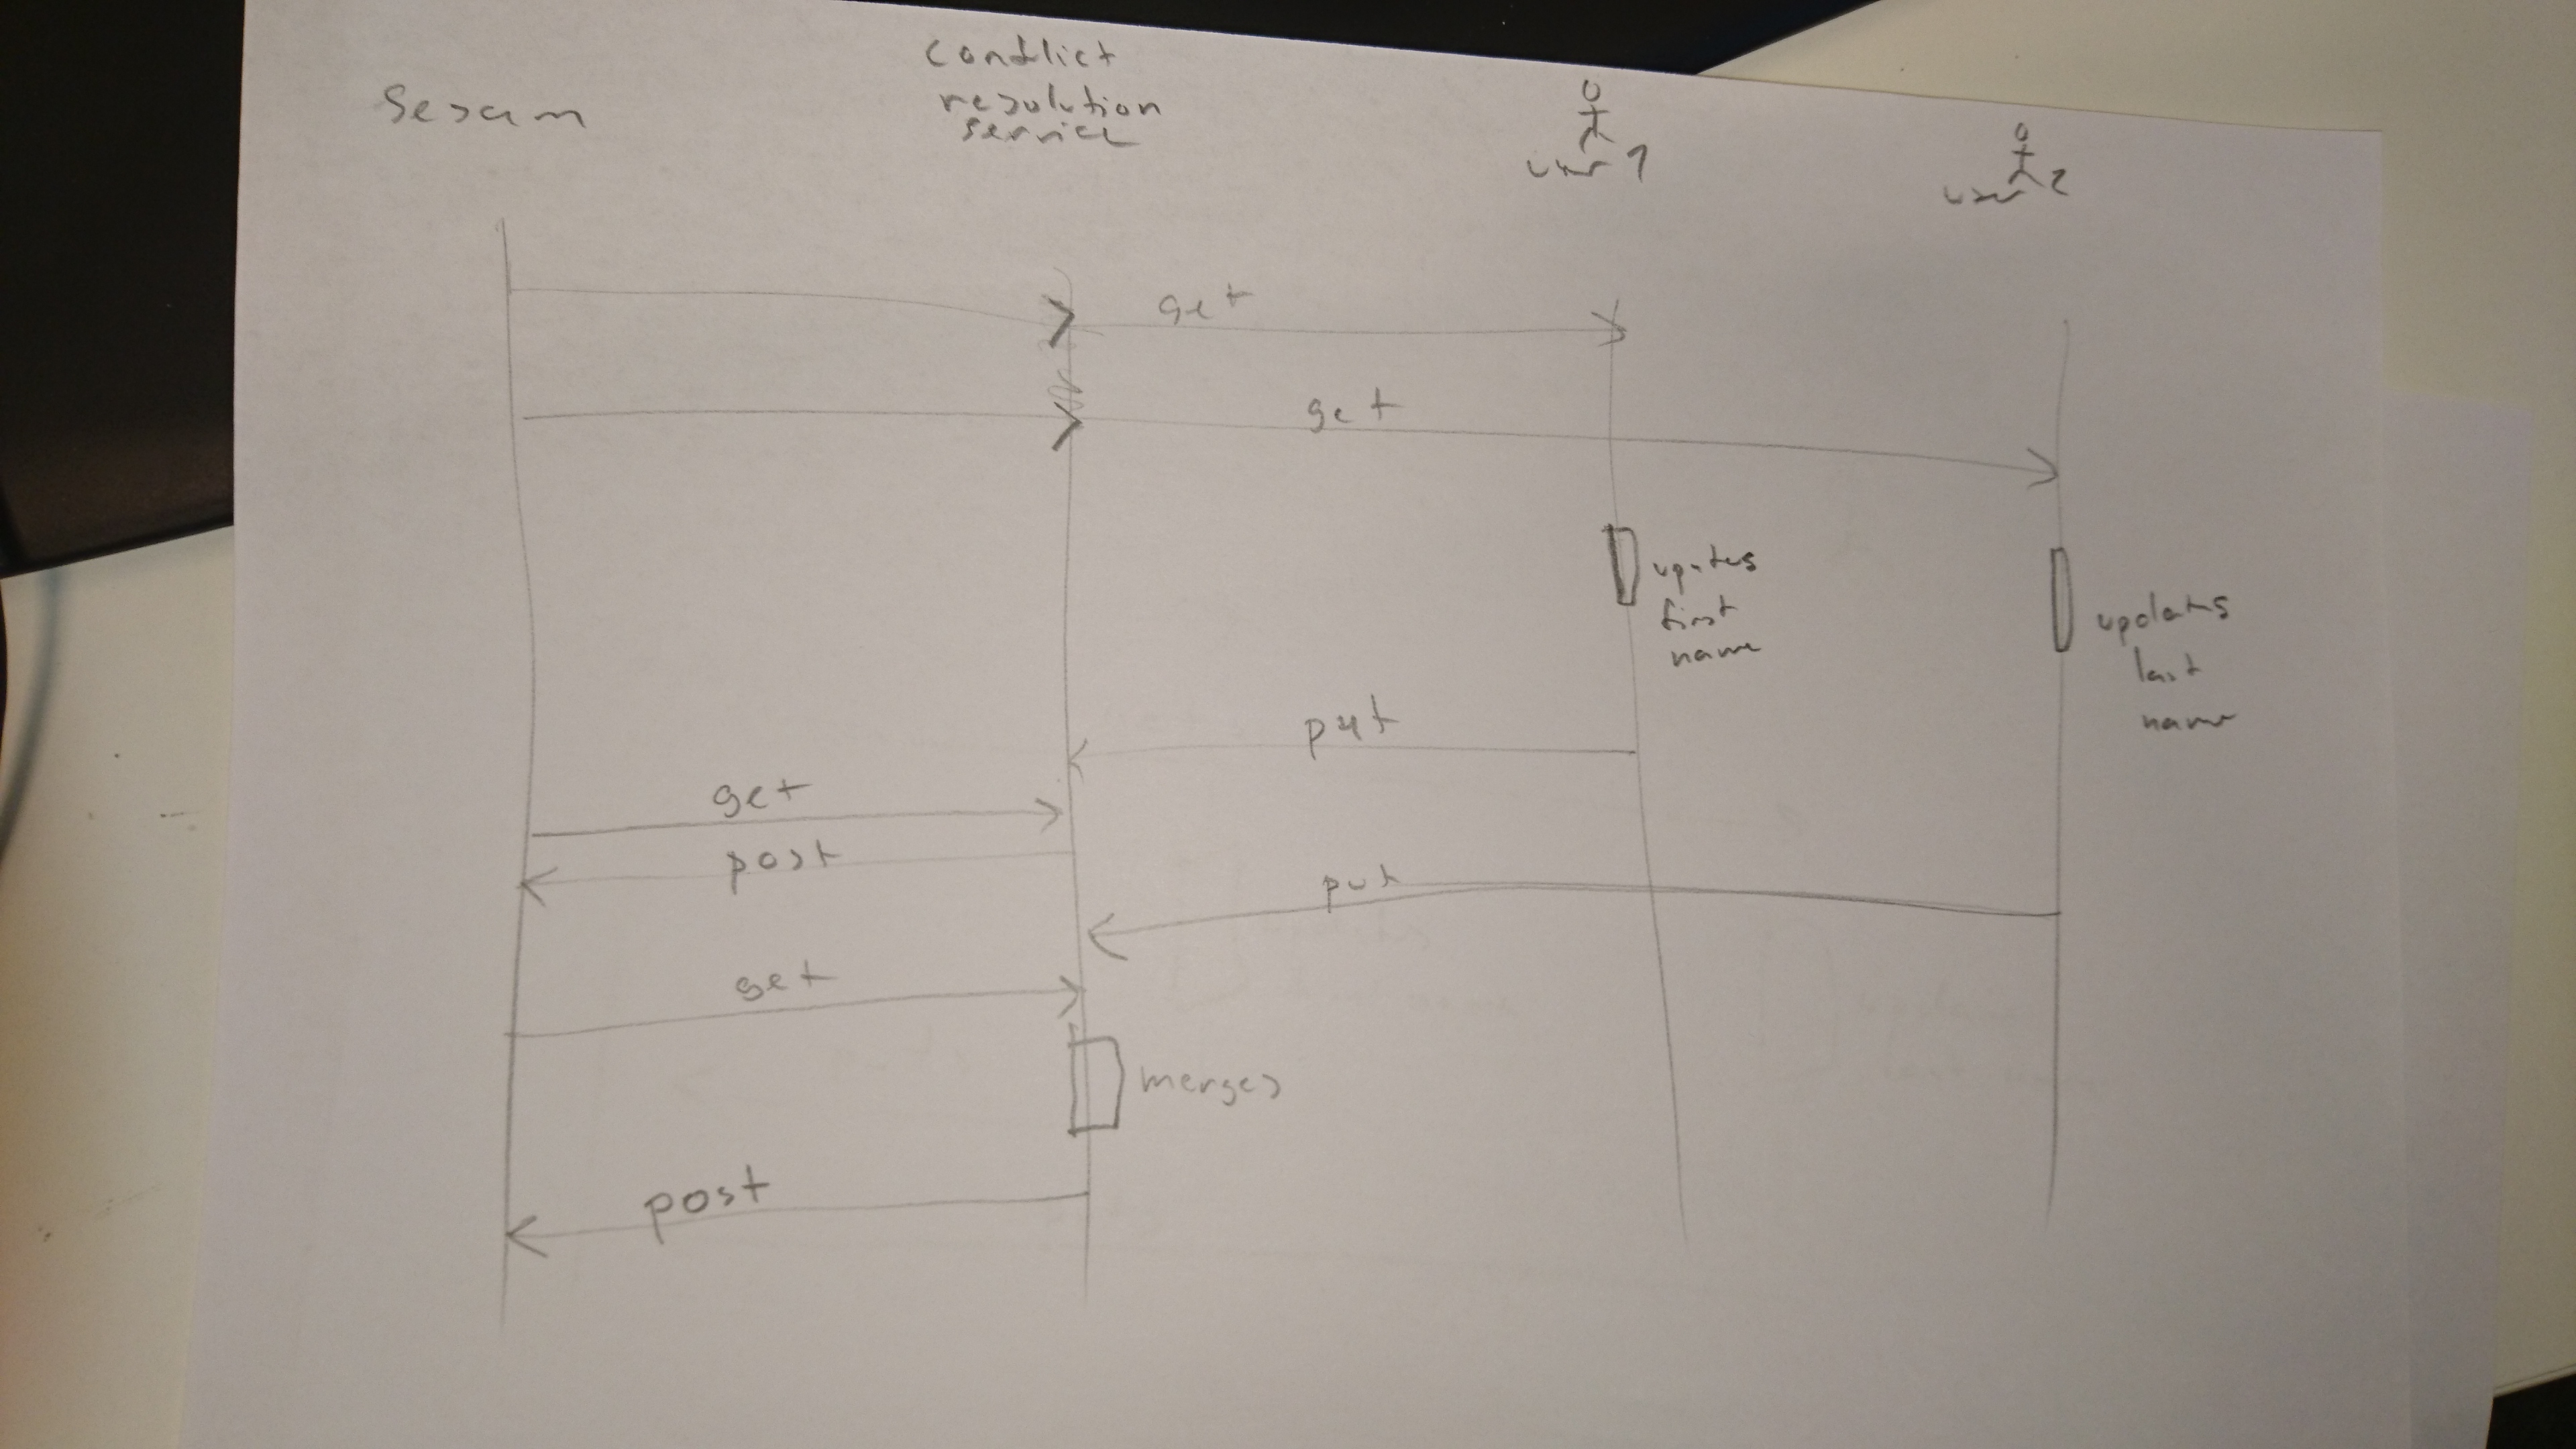 Sesam
conflict
resolution
service
user 1
user 2
get
get
upates
first
name
updates
last
name
put
get
post
put
get
merges
post